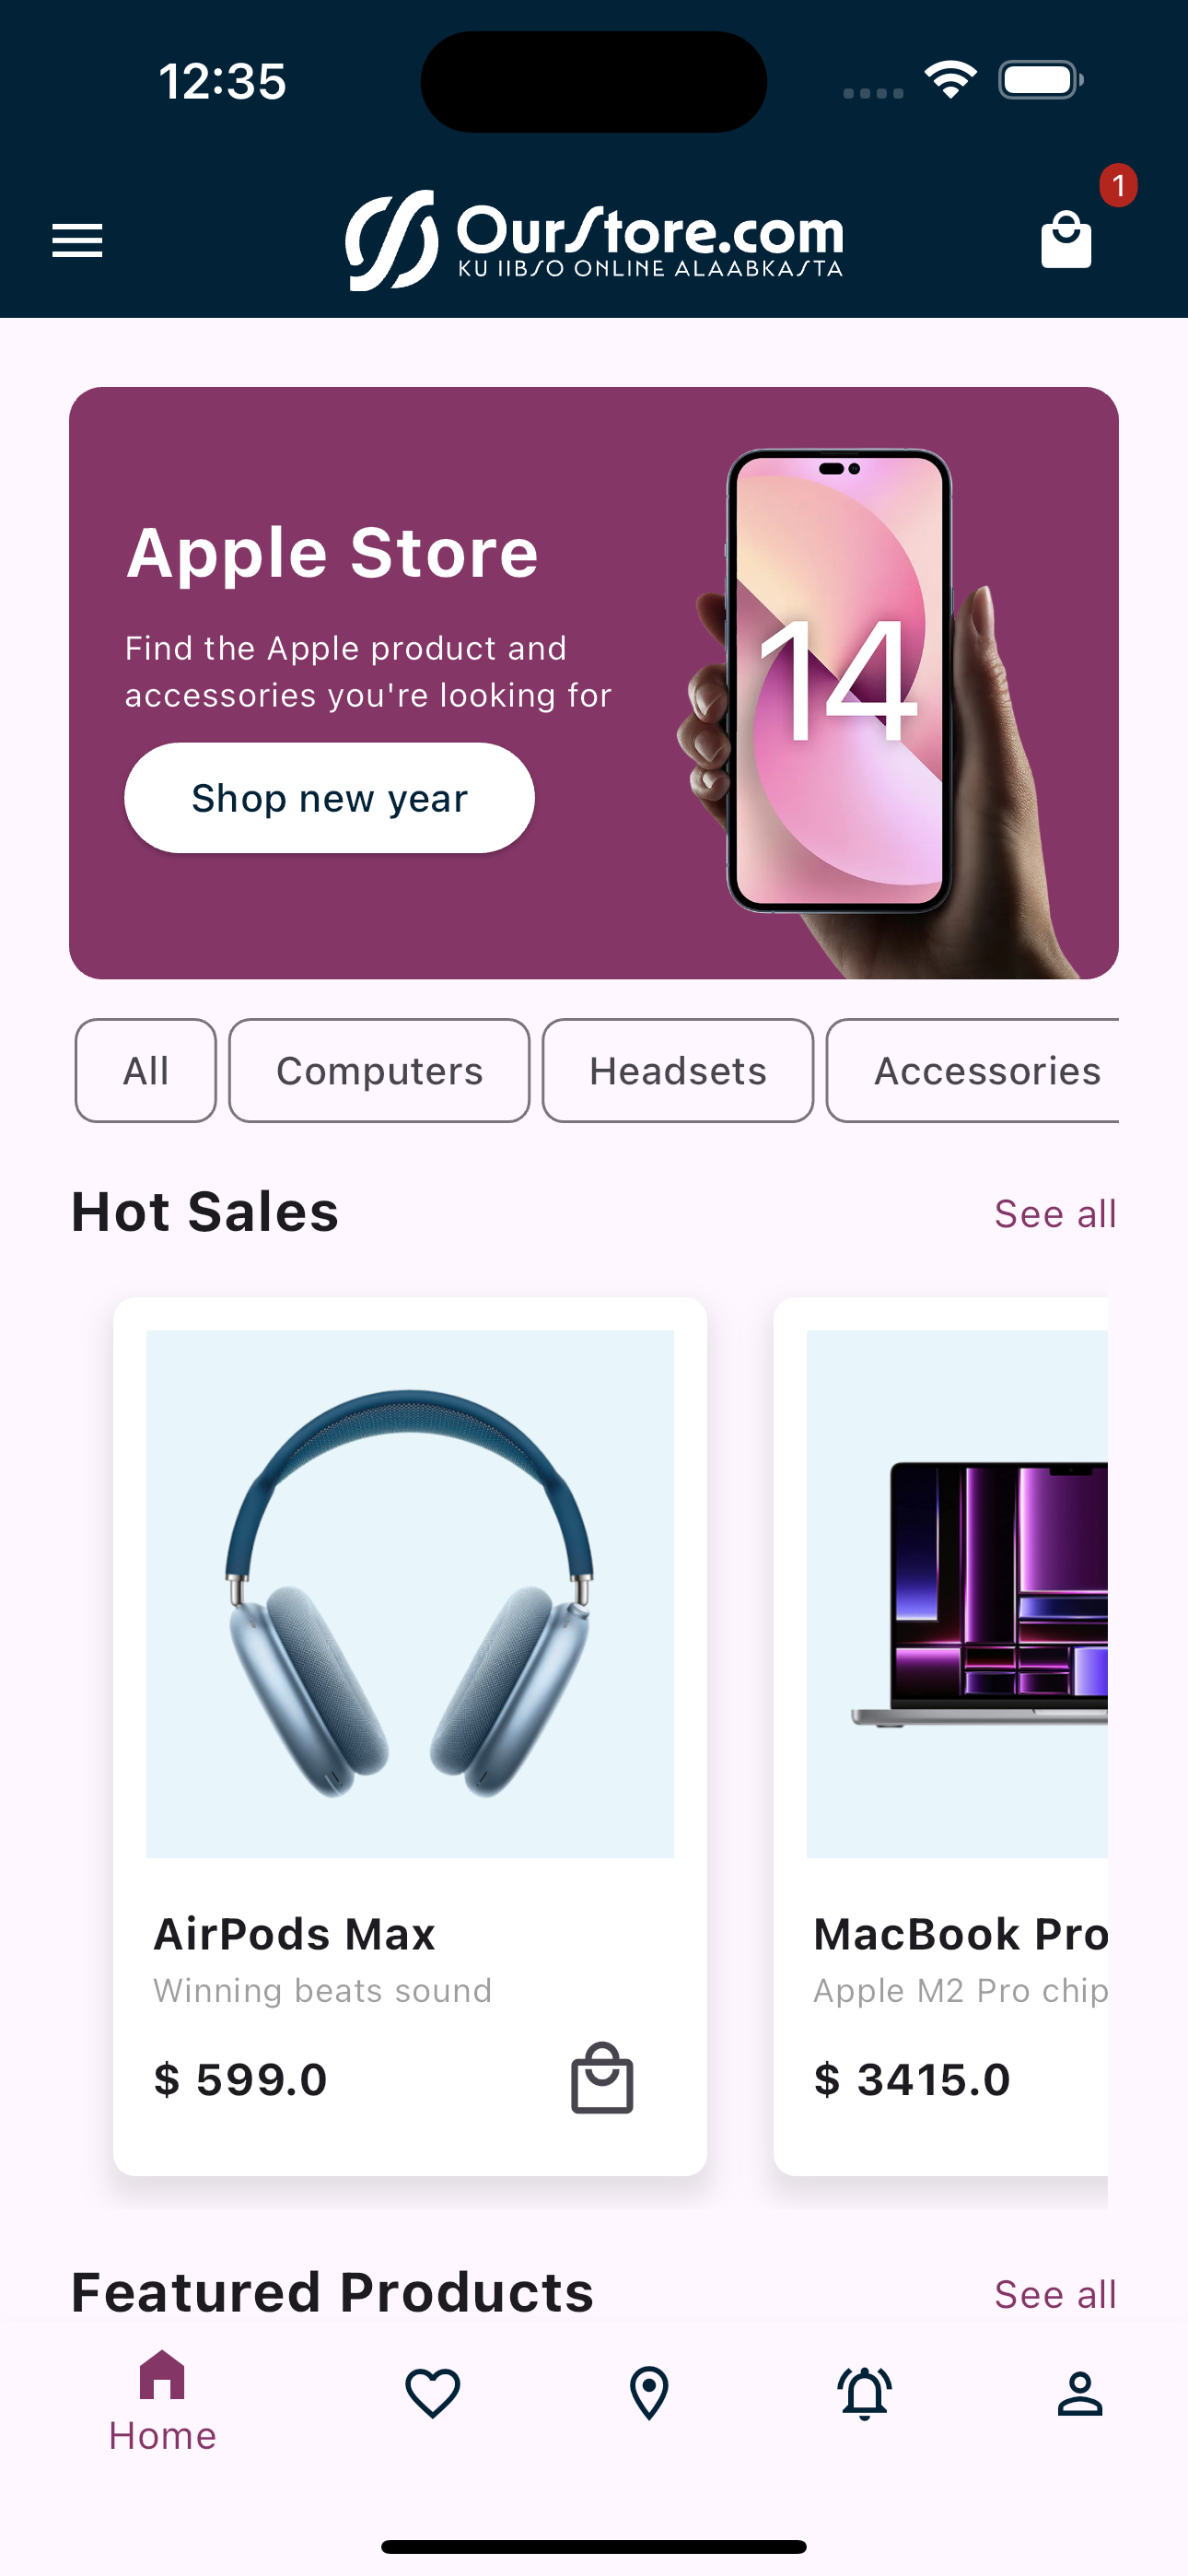 12:35
1
OurStore.com
KU IIBSO ONLINE ALAABKASTA
Apple Store
Find the Apple product and
accessories you're looking for
Shop new year
14
All
Computers
Headsets
Accessories
Hot Sales
See all
AirPods Max
Winning beats sound
$ 599.0
MacBook Pro
Apple M2 Pro chip
$ 3415.0
Featured Products
See all
Home